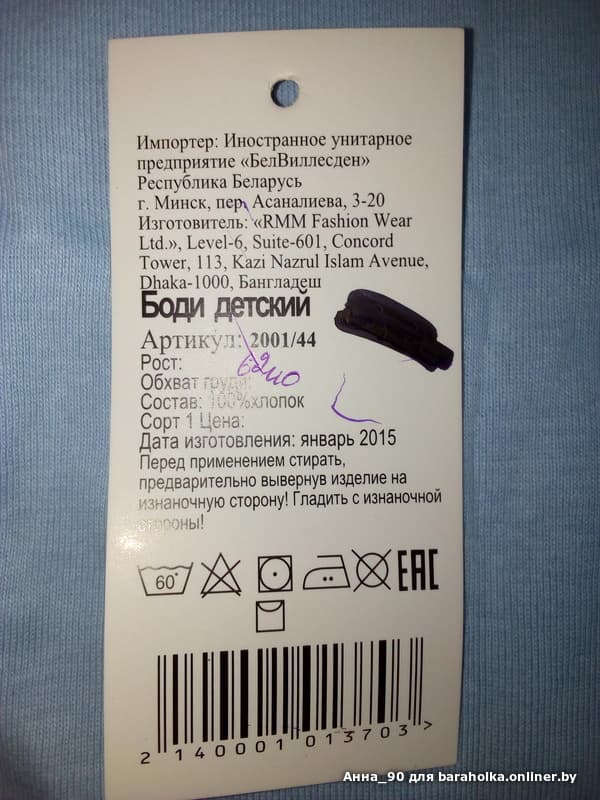 Импортер: Иностранное унитарное
предприятие «БелВиллесден»
Республика Беларусь
г. Минск, пер. Асаналиева, 3-20
Изготовитель: «RMM Fashion Wear
Ltd.», Level-6, Suite-601, Concord
Tower, 113, Kazi Nazrul Islam Avenue,
Dhaka-1000, Бангладеш
Боди детский
Артикул: 2001/44
Рост: 62
Обхват груди: 40
Состав: 100%хлопок
Сорт 1 Цена:
Дата изготовления: январь 2015
Перед применением стирать,
предварительно вывернув изделие на
изнаночную сторону! Гладить с изнаночной
стороны!
60° EAC
2 140001 013703 >
Анна_90 для baraholka.onliner.by